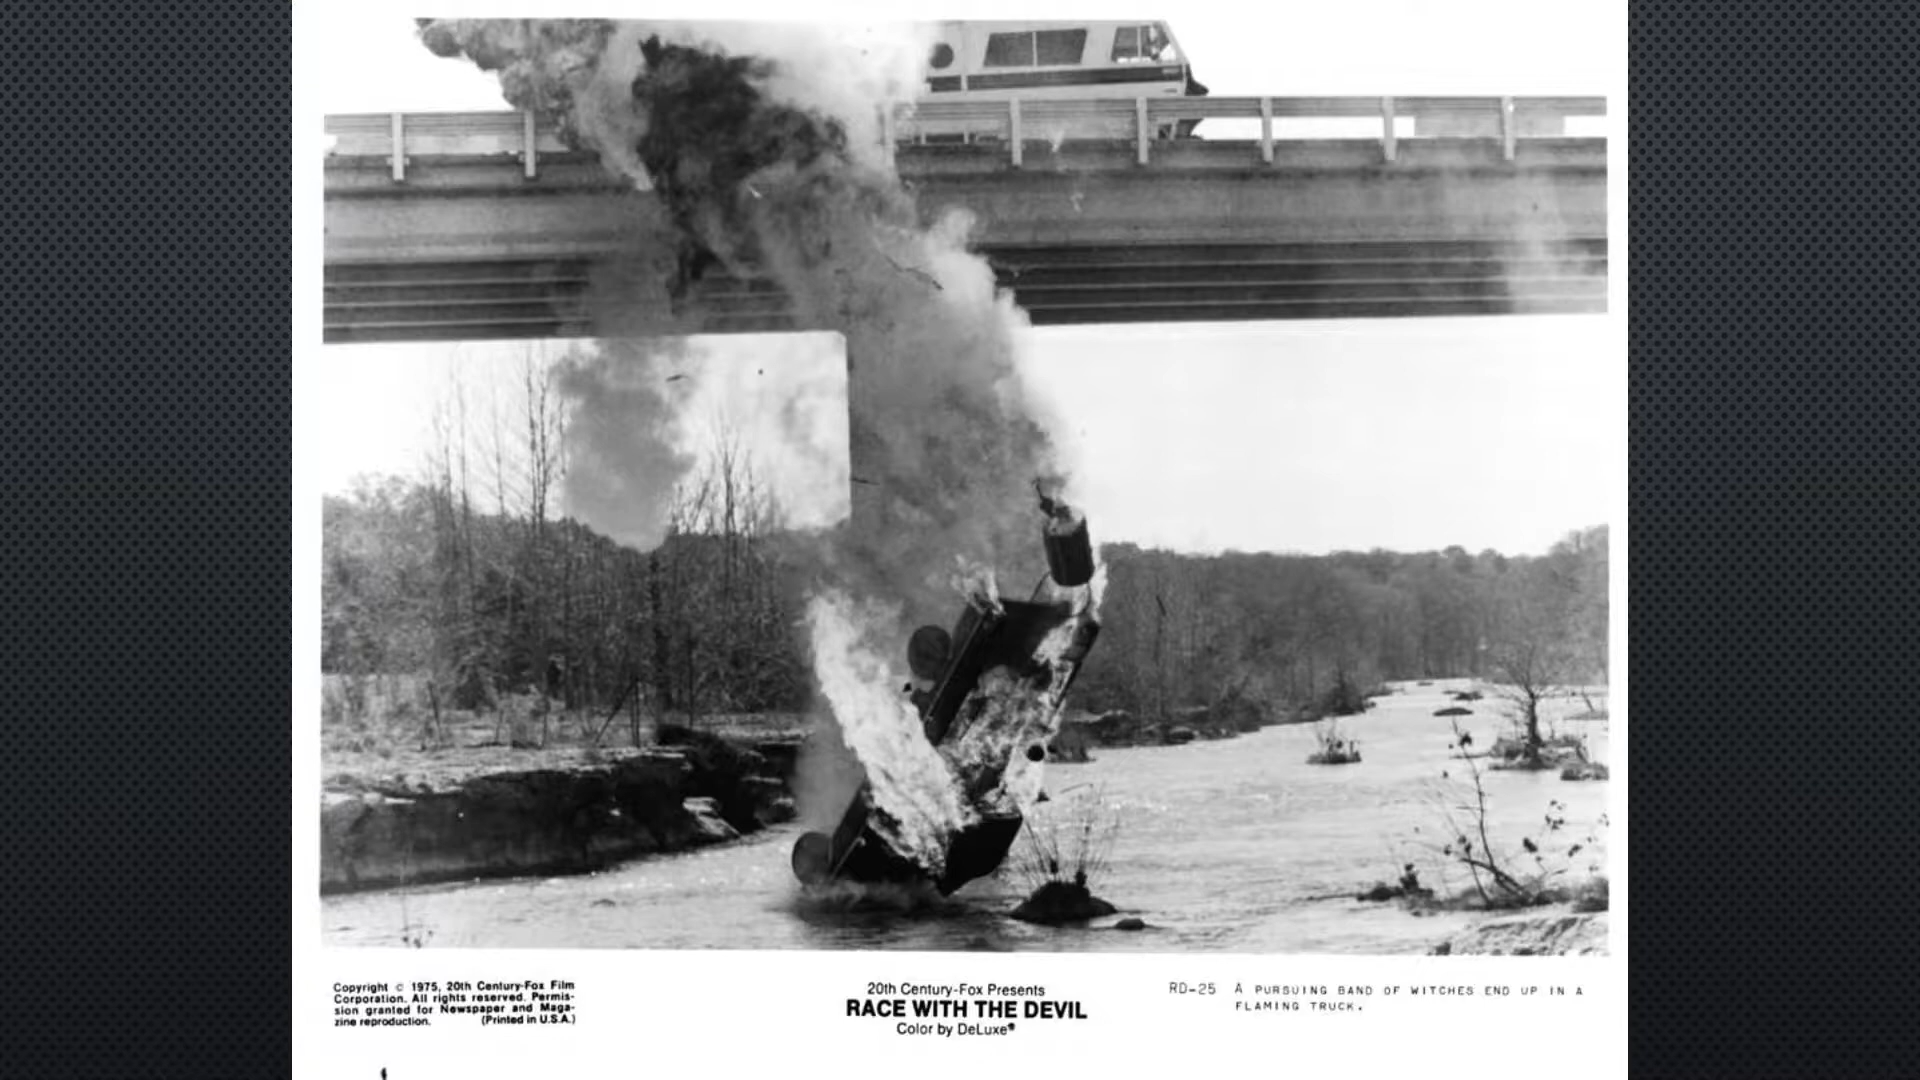 Copyright © 1975, 20th Century-Fox Film
Corporation. All rights reserved. Permis-
sion granted for Newspaper and Maga-
zine reproduction. (Printed in U.S.A.)
20th Century-Fox Presents
RACE WITH THE DEVIL
Color by DeLuxe®
RD-25 A PURSUING BAND OF WITCHES END UP IN A
FLAMING TRUCK.